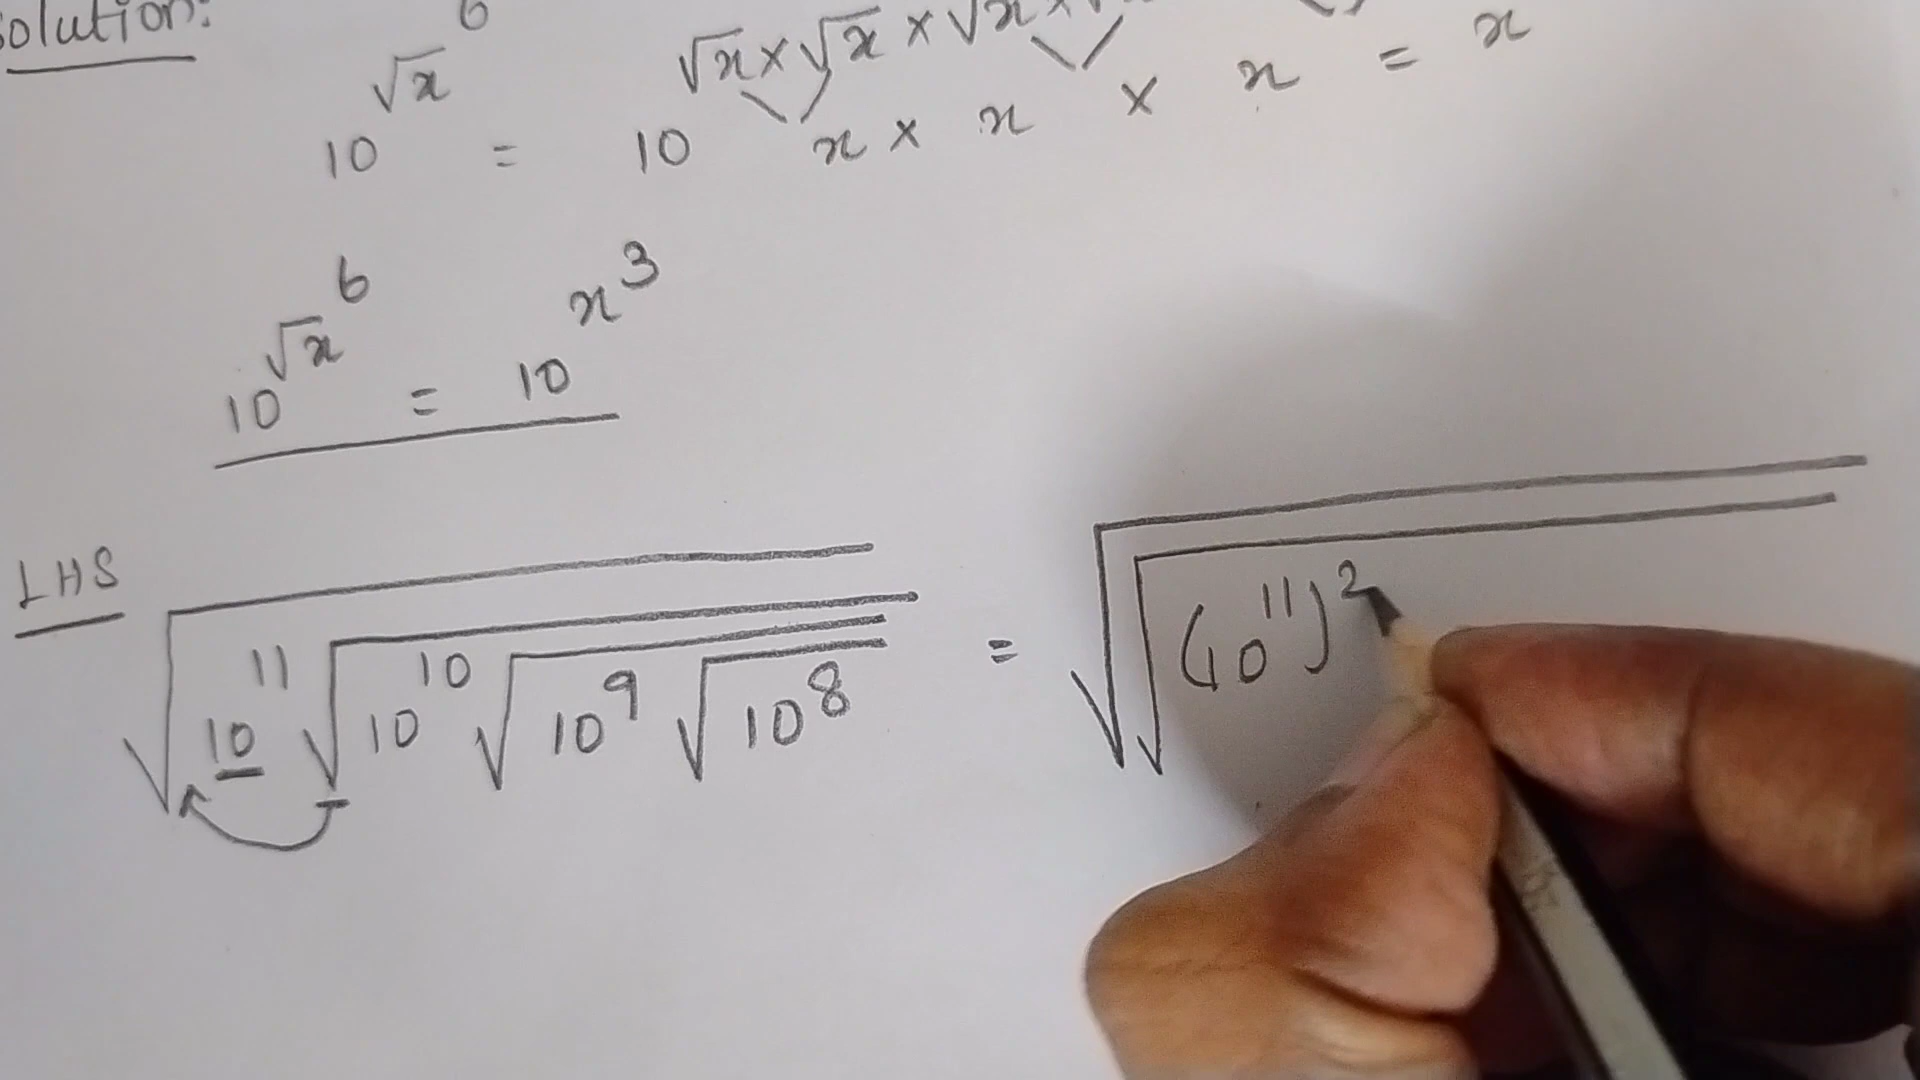 Solution:
10^√x^6 = 10^√x × √x × √x ×
x × x × x = x
10^√x^6 = 10^x^3
LHS √(10^11 √(10^10 √(10^9 √(10^8)))) = √√(10^11)^2